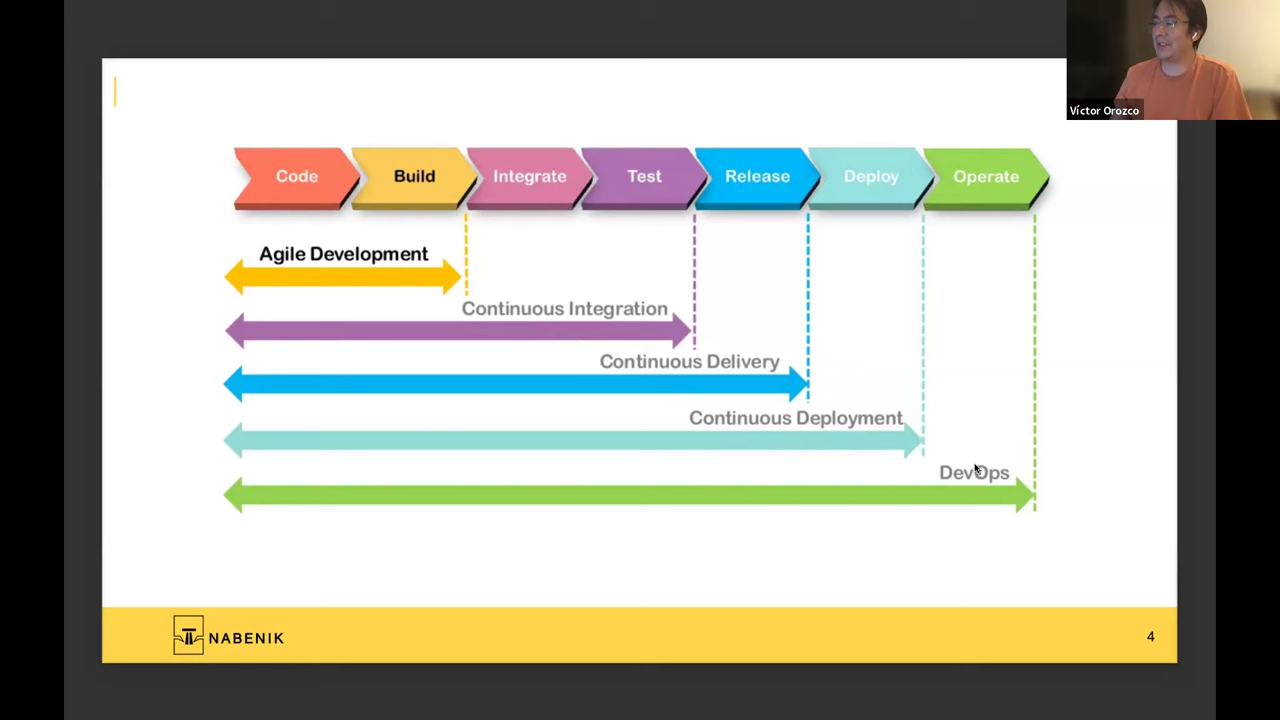 Víctor Orozco
Code Build Integrate Test Release Deploy Operate
Agile Development
Continuous Integration
Continuous Delivery
Continuous Deployment
DevOps
NABENIK
4